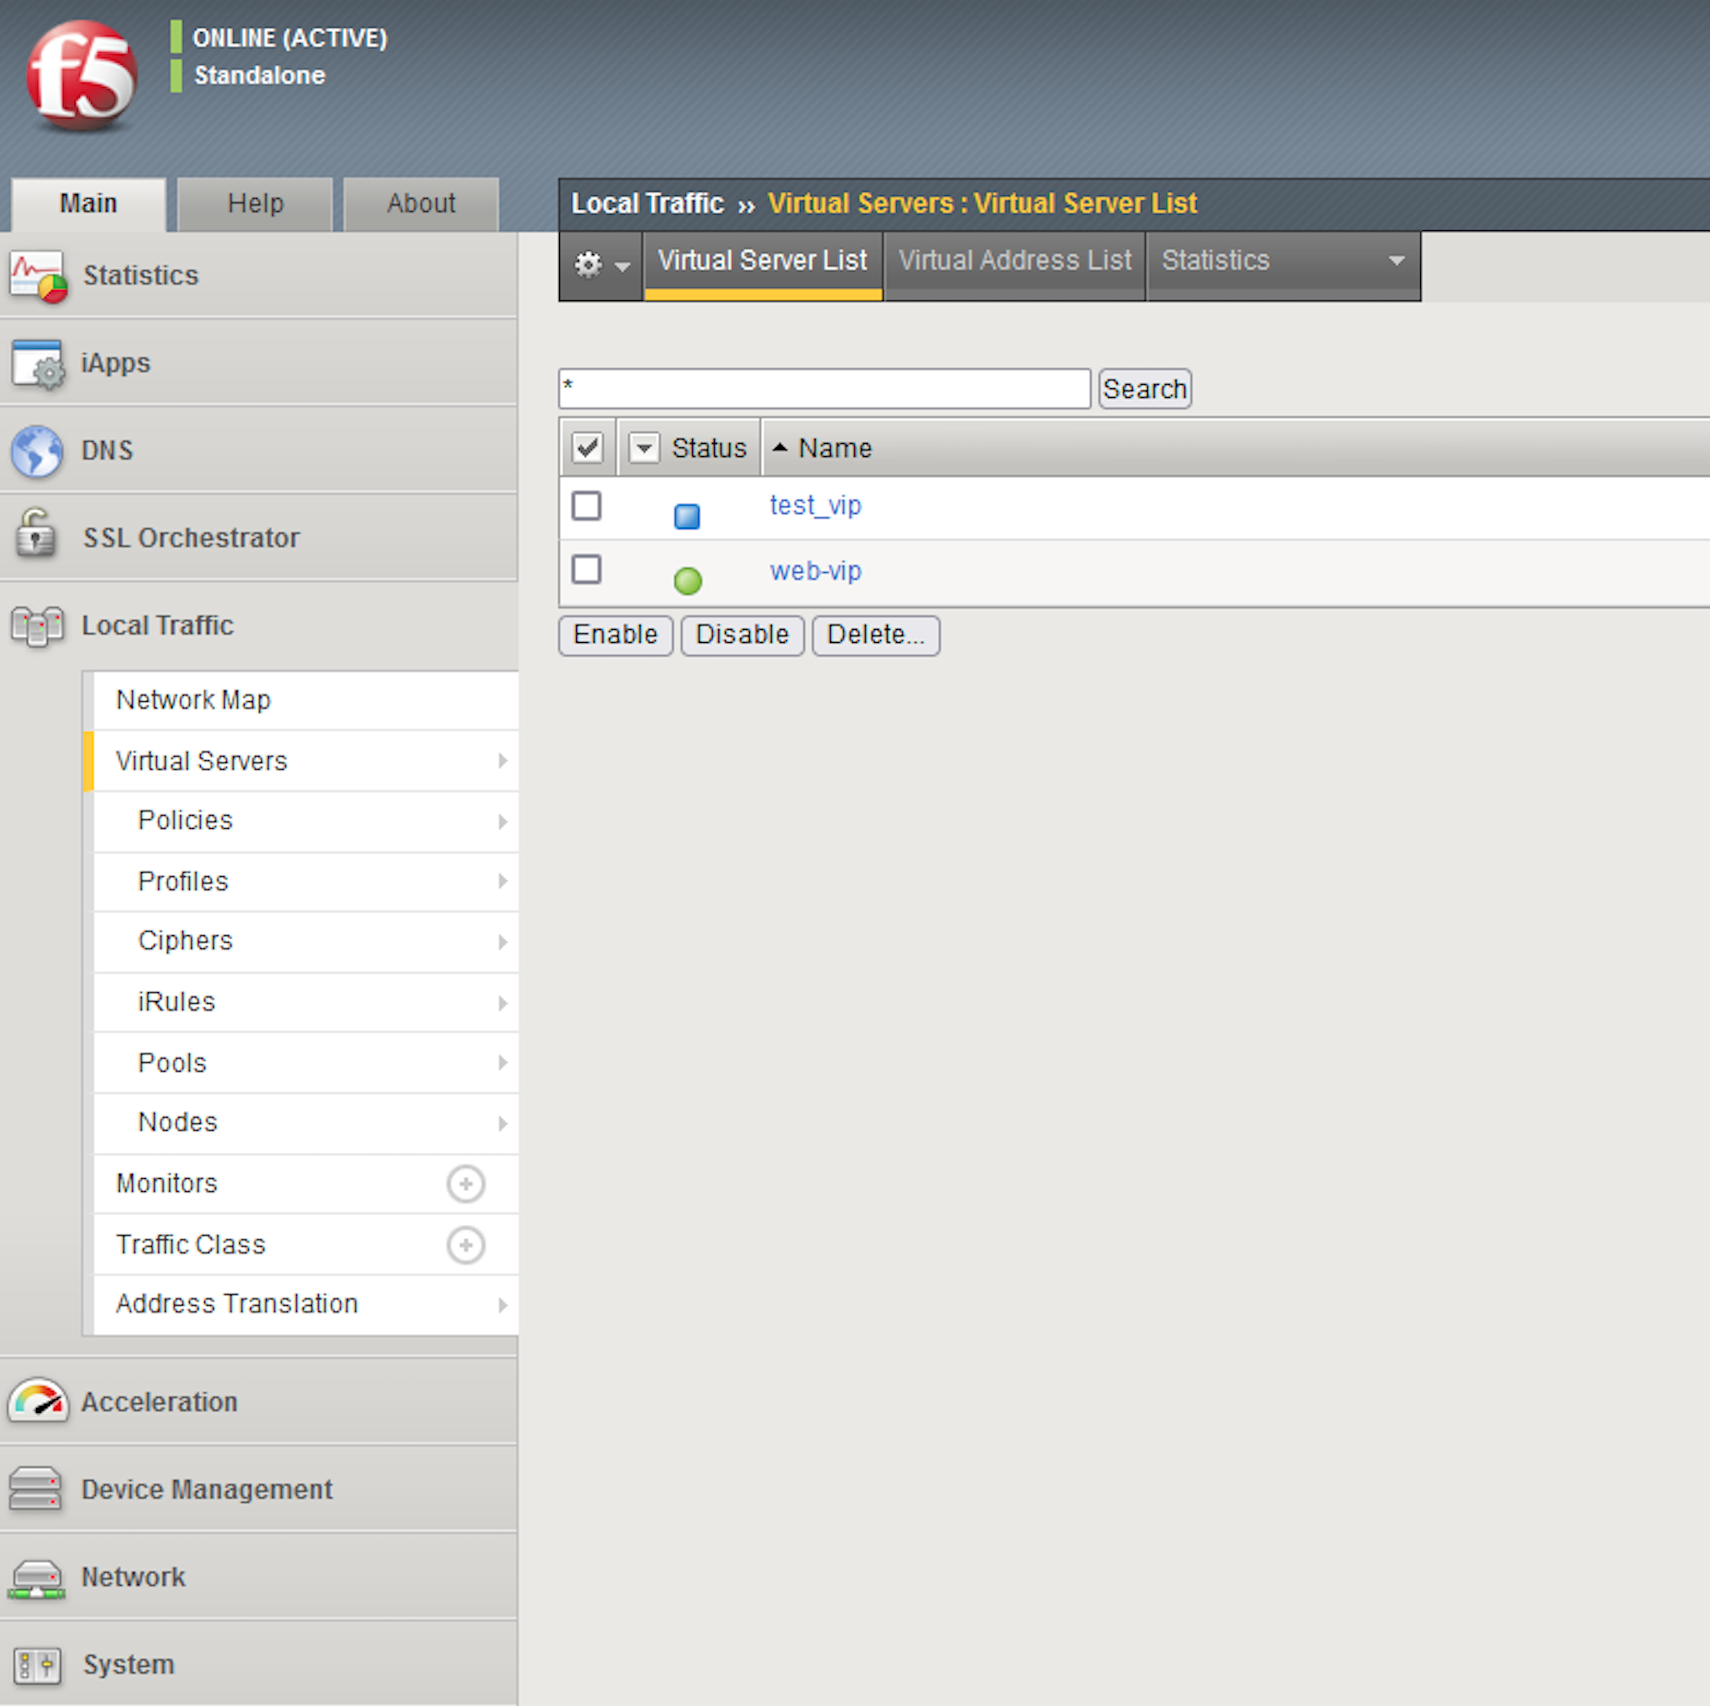 f5
ONLINE (ACTIVE)
Standalone
Main Help About
Local Traffic ›› Virtual Servers : Virtual Server List
Virtual Server List Virtual Address List Statistics
Statistics
iApps
DNS
SSL Orchestrator
Local Traffic
Network Map
Virtual Servers
Policies
Profiles
Ciphers
iRules
Pools
Nodes
Monitors
Traffic Class
Address Translation
Acceleration
Device Management
Network
System
* Search
Status Name
test_vip
web-vip
Enable Disable Delete...